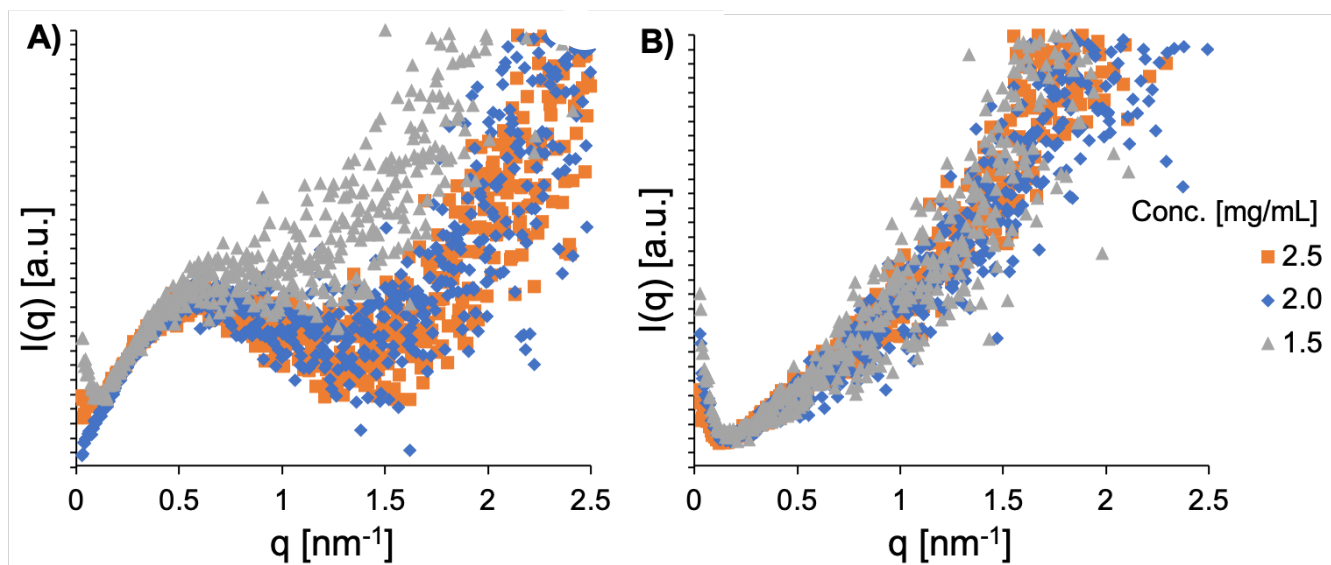 A)
I(q) [a.u.]
0 0.5 1 1.5 2 2.5
q [nm-1]
B)
I(q) [a.u.]
0 0.5 1 1.5 2 2.5
q [nm-1]
Conc. [mg/mL]
2.5
2.0
1.5